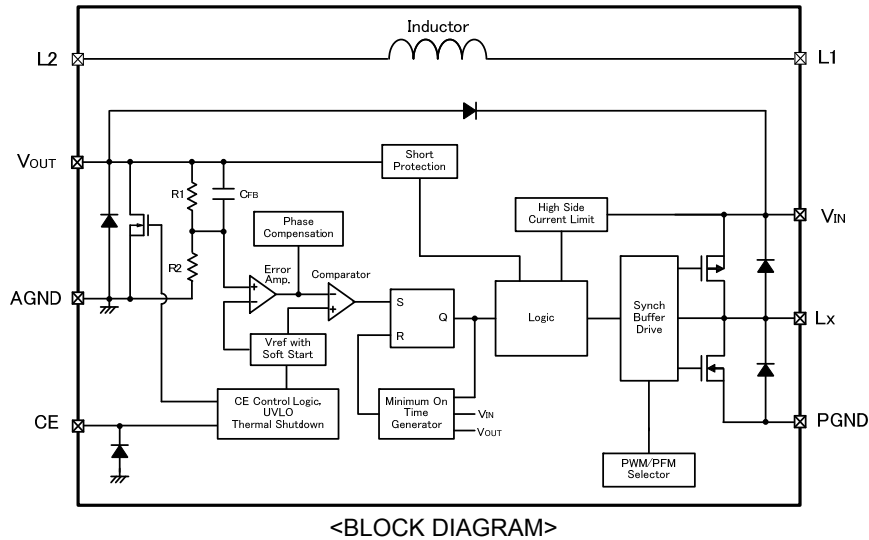 Inductor
L2
L1
VOUT
Short
Protection
R1
CFB
High Side
Current Limit
VIN
Phase
Compensation
R2
Error
Amp.
Comparator
AGND
S
Q
R
Logic
Synch
Buffer
Drive
Lx
Vref with
Soft Start
CE Control Logic,
UVLO
Thermal Shutdown
Minimum On
Time
Generator
VIN
VOUT
CE
PGND
PWM/PFM
Selector
<BLOCK DIAGRAM>